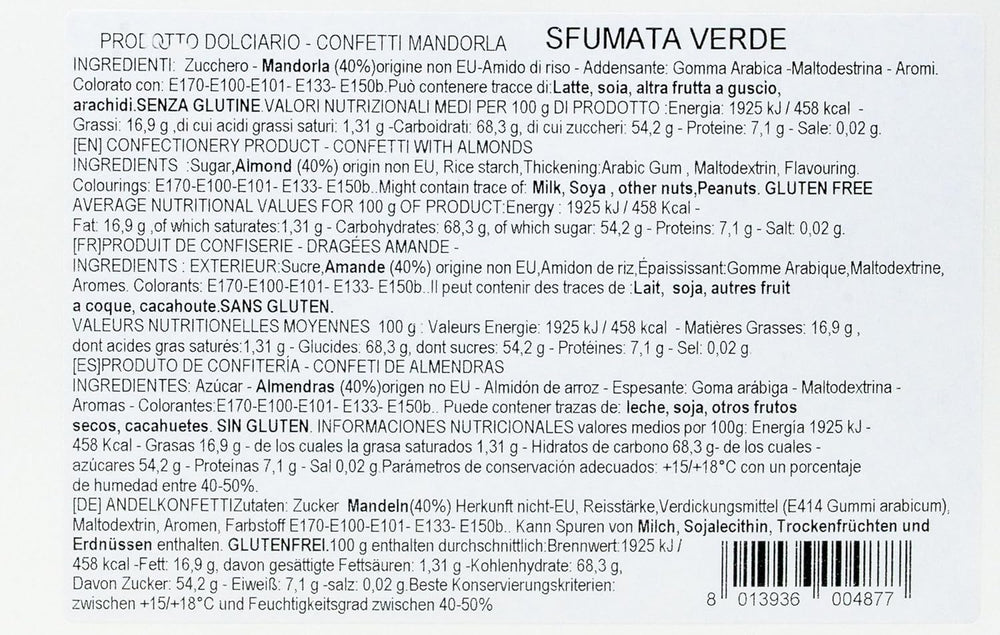 PRODOTTO DOLCIARIO - CONFETTI MANDORLA SFUMATA VERDE
INGREDIENTI: Zucchero - Mandorla (40%)origine non EU-Amido di riso - Addensante: Gomma Arabica -Maltodestrina - Aromi.
Colorato con: E170-E100-E101- E133- E150b.Può contenere tracce di:Latte, soia, altra frutta a guscio,
arachidi.SENZA GLUTINE.VALORI NUTRIZIONALI MEDI PER 100 g DI PRODOTTO :Energia: 1925 kJ / 458 kcal -
Grassi: 16,9 g ,di cui acidi grassi saturi: 1,31 g -Carboidrati: 68,3 g, di cui zuccheri: 54,2 g - Proteine: 7,1 g - Sale: 0,02 g.
[EN] CONFECTIONERY PRODUCT - CONFETTI WITH ALMONDS
INGREDIENTS :Sugar,Almond (40%) origin non EU, Rice starch,Thickening:Arabic Gum , Maltodextrin, Flavouring.
Colourings: E170-E100-E101- E133- E150b..Might contain trace of: Milk, Soya , other nuts,Peanuts. GLUTEN FREE
AVERAGE NUTRITIONAL VALUES FOR 100 g OF PRODUCT:Energy : 1925 kJ / 458 Kcal -
Fat: 16,9 g ,of which saturates:1,31 g - Carbohydrates: 68,3 g, of which sugar: 54,2 g - Proteins: 7,1 g - Salt: 0,02 g.
[FR]PRODUIT DE CONFISERIE - DRAGÉES AMANDE -
INGREDIENTS : EXTERIEUR:Sucre,Amande (40%) origine non EU,Amidon de riz,Épaississant:Gomme Arabique,Maltodextrine,
Aromes. Colorants: E170-E100-E101- E133- E150b..Il peut contenir des traces de :Lait, soja, autres fruit
a coque, cacahoute.SANS GLUTEN.
VALEURS NUTRITIONELLES MOYENNES 100 g : Valeurs Energie: 1925 kJ / 458 kcal - Matières Grasses: 16,9 g ,
dont acides gras saturés:1,31 g - Glucides: 68,3 g, dont sucres: 54,2 g - Protéines: 7,1 g - Sel: 0,02 g.
[ES]PRODUTO DE CONFITERÍA - CONFETI DE ALMENDRAS
INGREDIENTES: Azúcar - Almendras (40%)origen no EU - Almidón de arroz - Espesante: Goma arábiga - Maltodextrina -
Aromas - Colorantes:E170-E100-E101- E133- E150b.. Puede contener trazas de: leche, soja, otros frutos
secos, cacahuetes. SIN GLUTEN. INFORMACIONES NUTRICIONALES valores medios por 100g: Energía 1925 kJ -
458 Kcal - Grasas 16,9 g - de los cuales la grasa saturados 1,31 g - Hidratos de carbono 68,3 g- de los cuales -
azúcares 54,2 g - Proteínas 7,1 g - Sal 0,02 g.Parámetros de conservación adecuados: +15/+18°C con un porcentaje
de humedad entre 40-50%.
[DE] ANDELKONFETTIZutaten: Zucker Mandeln(40%) Herkunft nicht-EU, Reisstärke,Verdickungsmittel (E414 Gummi arabicum),
Maltodextrin, Aromen, Farbstoff E170-E100-E101- E133- E150b.. Kann Spuren von Milch, Sojalecithin, Trockenfrüchten und
Erdnüssen enthalten. GLUTENFREI.100 g enthalten durchschnittlich:Brennwert:1925 kJ /
458 kcal -Fett: 16,9 g, davon gesättigte Fettsäuren: 1,31 g -Kohlenhydrate: 68,3 g,
Davon Zucker: 54,2 g - Eiweiß: 7,1 g -salz: 0,02 g.Beste Konservierungskriterien:
zwischen +15/+18°C und Feuchtigkeitsgrad zwischen 40-50%
8 013936 004877